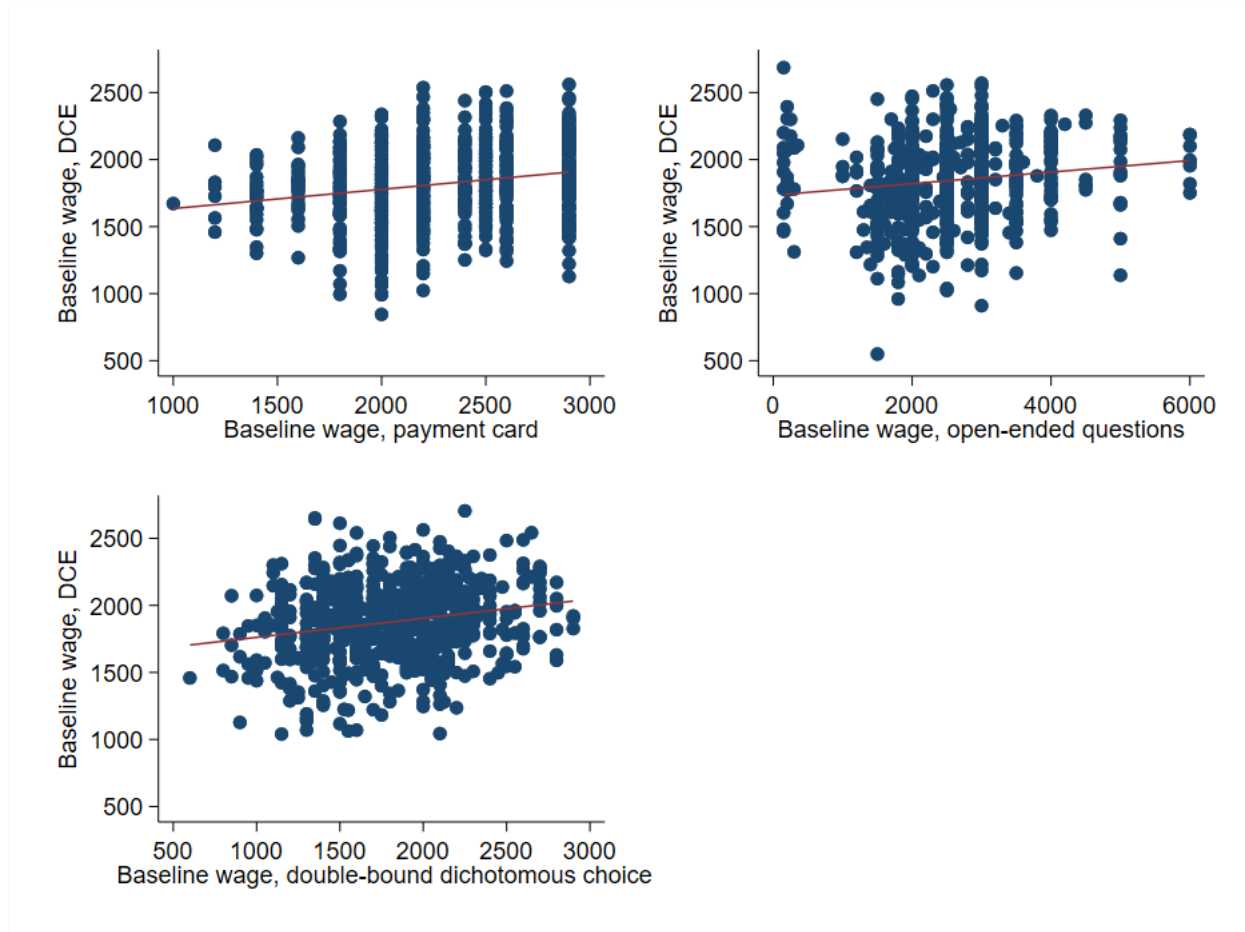 Baseline wage, DCE
2500
2000
1500
1000
500
1000 1500 2000 2500 3000
Baseline wage, payment card
Baseline wage, DCE
2500
2000
1500
1000
500
0 2000 4000 6000
Baseline wage, open-ended questions
Baseline wage, DCE
2500
2000
1500
1000
500
500 1000 1500 2000 2500 3000
Baseline wage, double-bound dichotomous choice